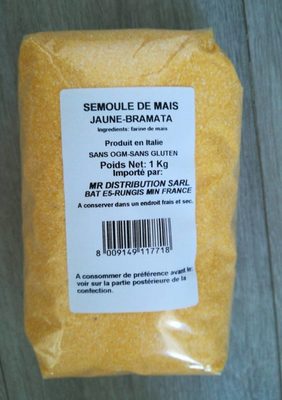 SEMOULE DE MAIS
JAUNE-BRAMATA
Ingredients: farine de mais
Produit en Italie
SANS OGM-SANS GLUTEN
Poids Net: 1 Kg
Importé par:
MR DISTRIBUTION SARL
BAT E5-RUNGIS MIN FRANCE
A conserver dans un endroit frais et sec.
8 009149 117718
A consommer de préférence avant le:
voir sur la partie postérieure de la
confection.